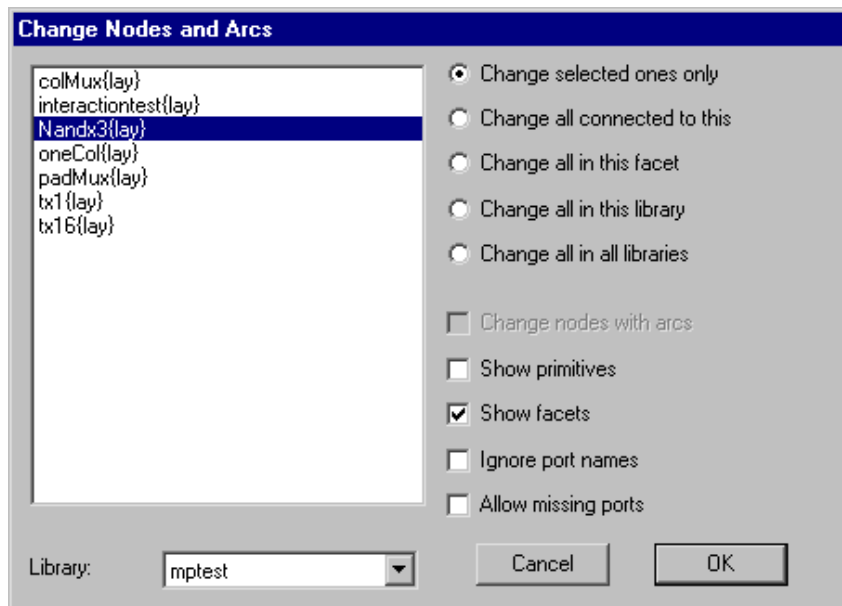 Change Nodes and Arcs
colMux{lay}
interactiontest{lay}
Nandx3{lay}
oneCol{lay}
padMux{lay}
tx1{lay}
tx16{lay}
Change selected ones only
Change all connected to this
Change all in this facet
Change all in this library
Change all in all libraries
Change nodes with arcs
Show primitives
Show facets
Ignore port names
Allow missing ports
Library:
mptest
Cancel
OK